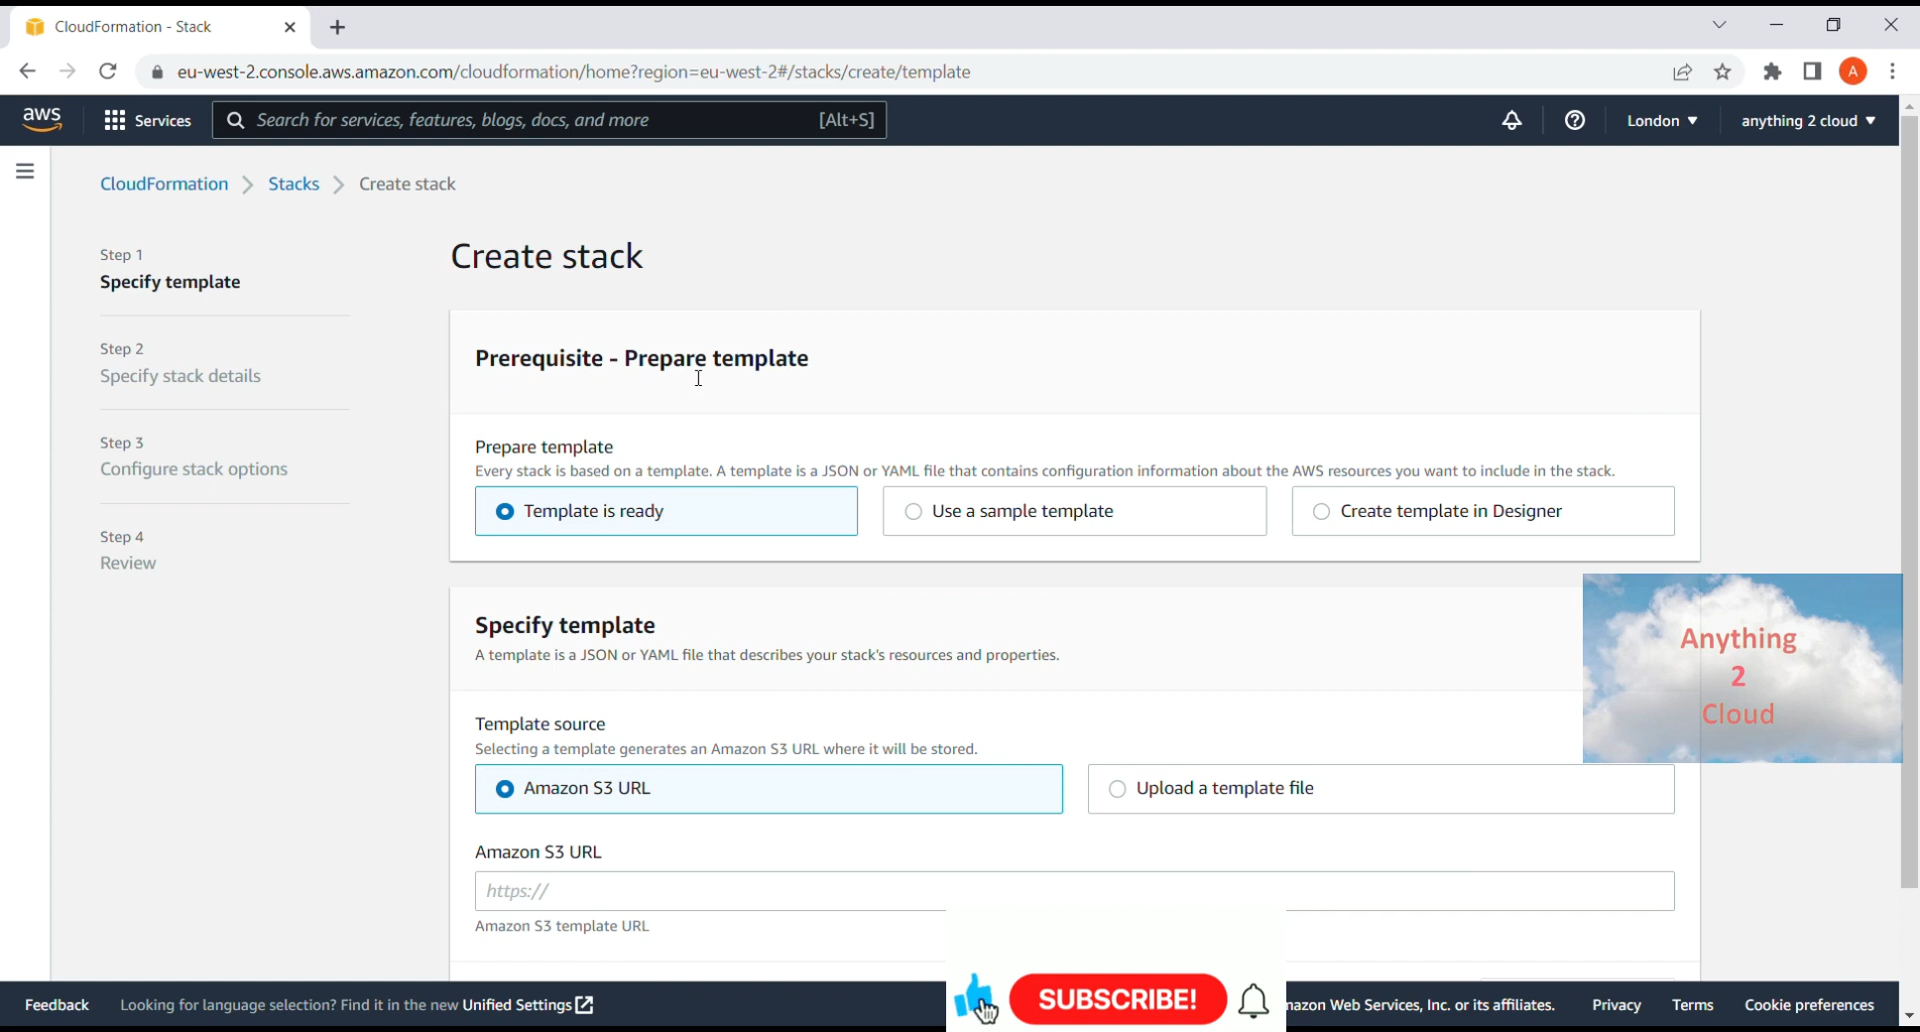 CloudFormation - Stack
eu-west-2.console.aws.amazon.com/cloudformation/home?region=eu-west-2#/stacks/create/template
A
aws
Services
Search for services, features, blogs, docs, and more
[Alt+S]
London
anything 2 cloud
CloudFormation
Stacks
Create stack
Step 1
Specify template
Step 2
Specify stack details
Step 3
Configure stack options
Step 4
Review
Create stack
Prerequisite - Prepare template
Prepare template
Every stack is based on a template. A template is a JSON or YAML file that contains configuration information about the AWS resources you want to include in the stack.
Template is ready
Use a sample template
Create template in Designer
Specify template
A template is a JSON or YAML file that describes your stack's resources and properties.
Anything
2
Cloud
Template source
Selecting a template generates an Amazon S3 URL where it will be stored.
Amazon S3 URL
Upload a template file
Amazon S3 URL
https://
Amazon S3 template URL
Feedback
Looking for language selection? Find it in the new Unified Settings
SUBSCRIBE!
Web Services, Inc. or its affiliates.
Privacy
Terms
Cookie preferences